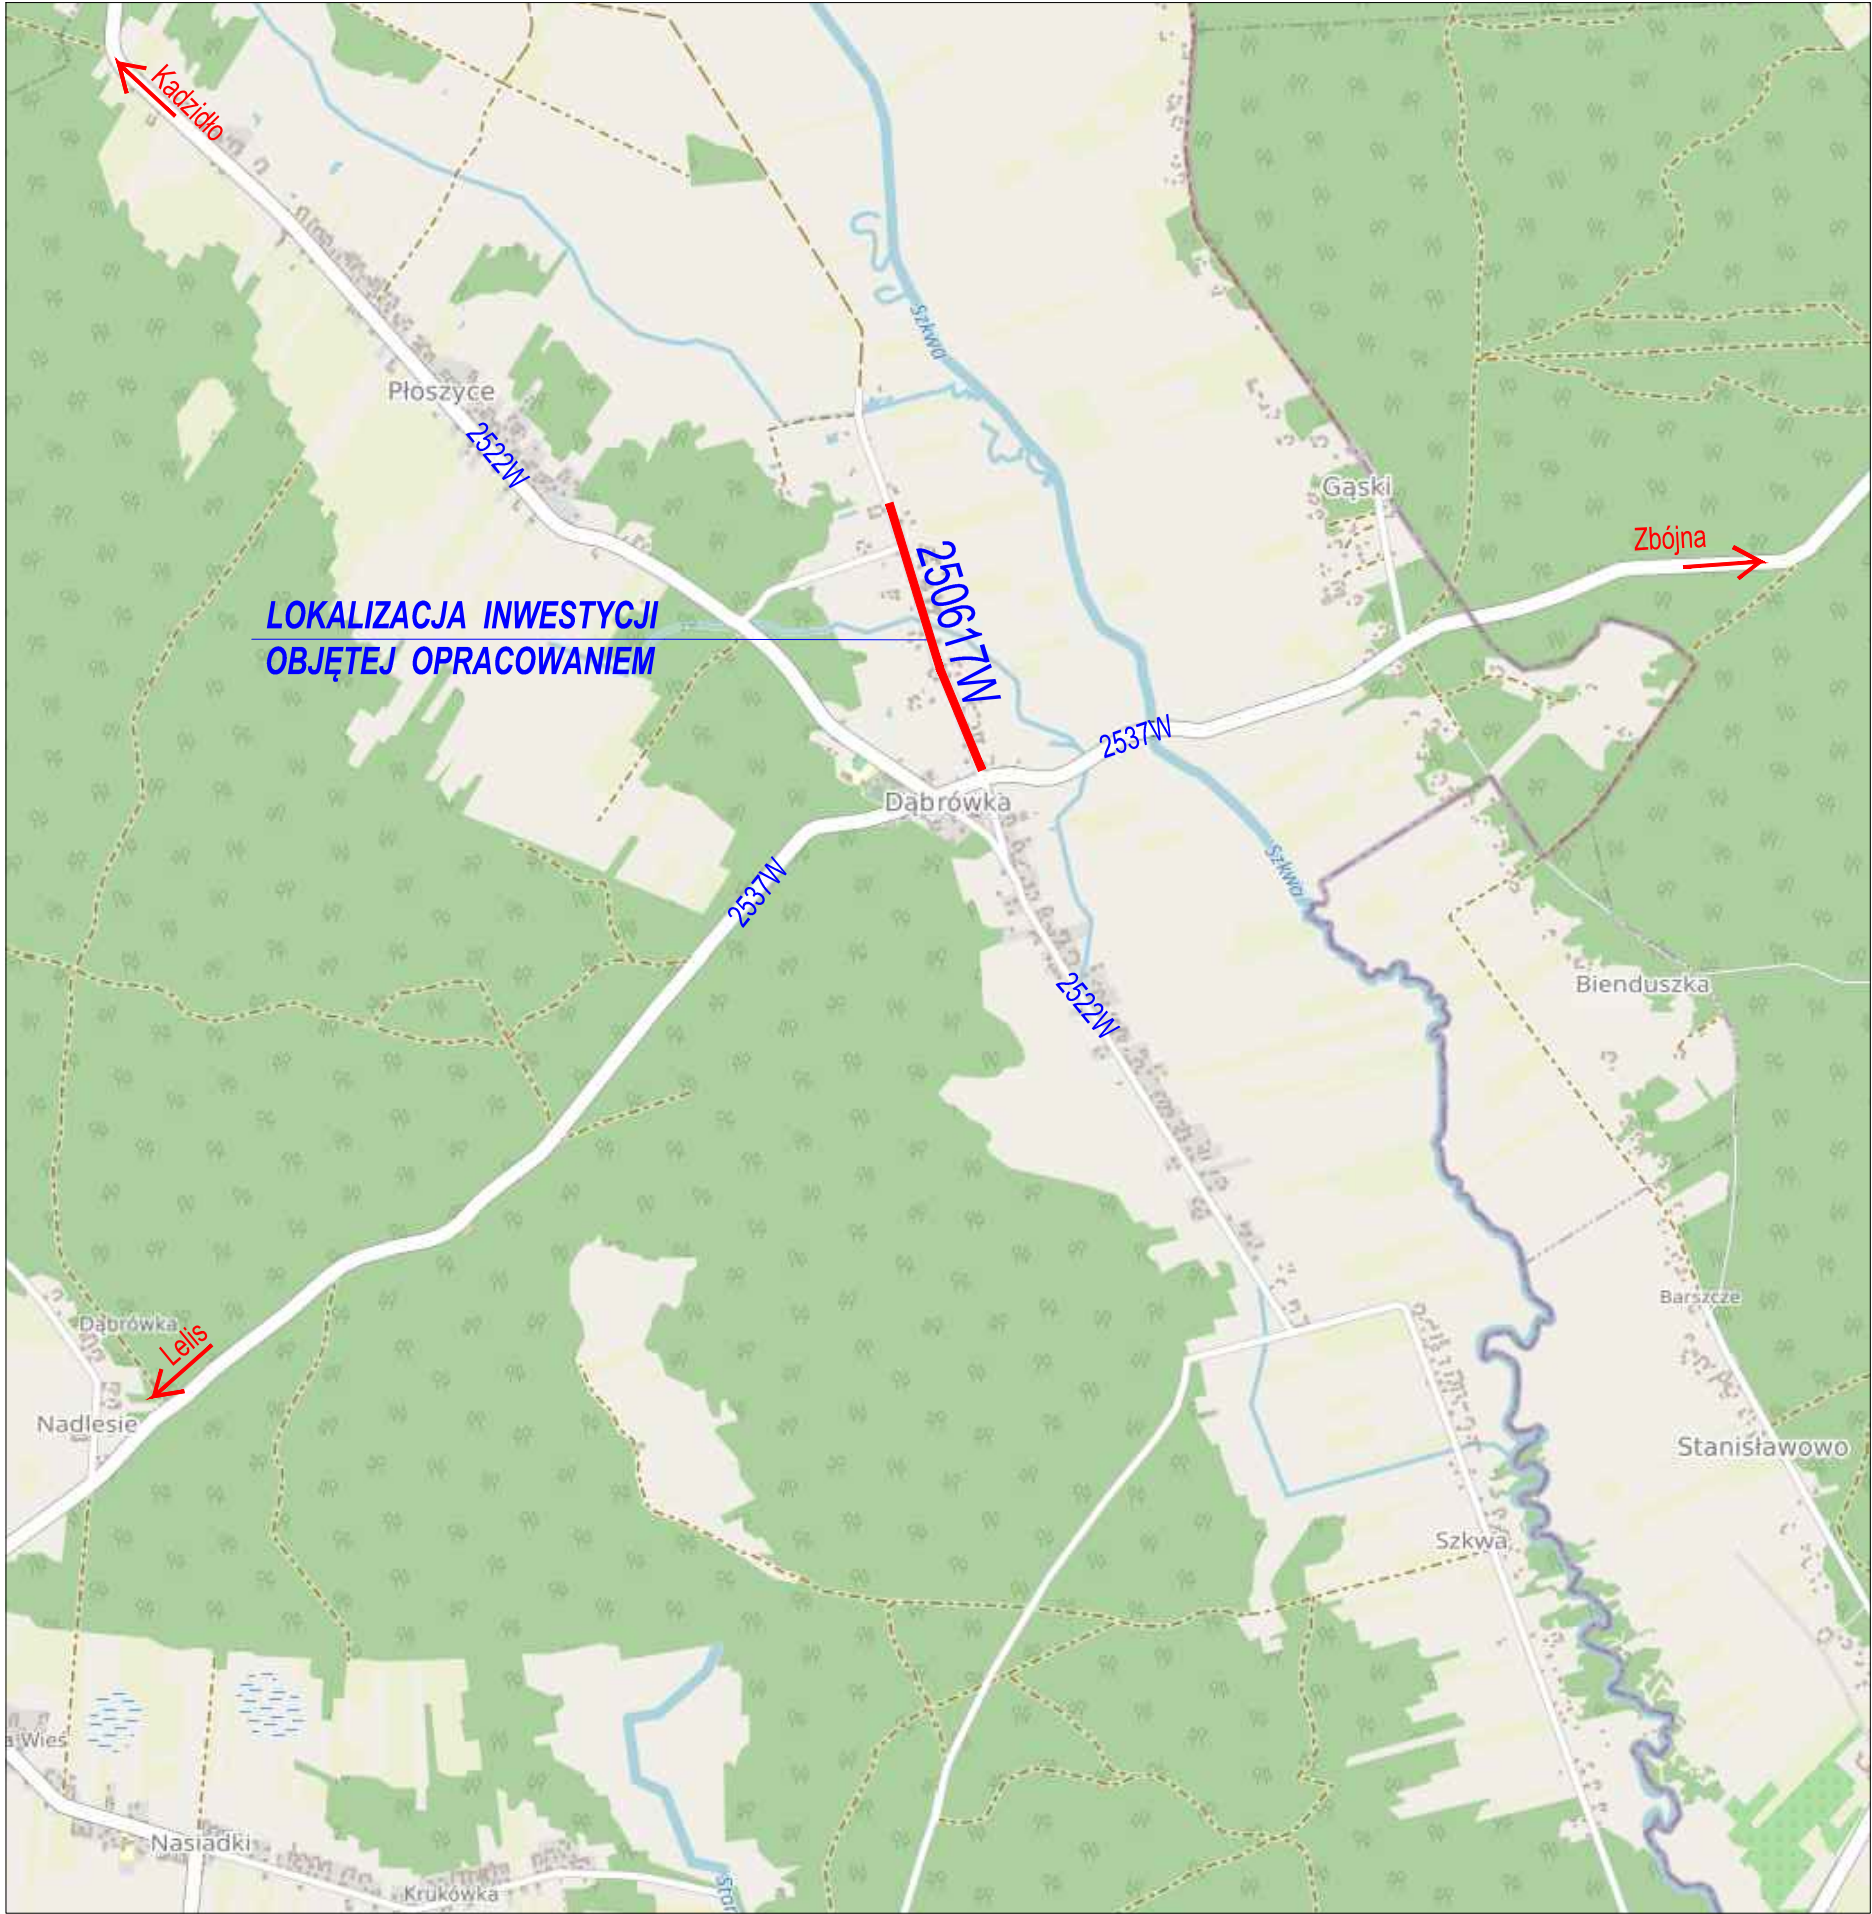 Kadzidło
Szkwa
Płoszyce
2522W
Gąski
Zbójna
250617W
LOKALIZACJA INWESTYCJI
OBJĘTEJ OPRACOWANIEM
2537W
Dąbrówka
Szkwa
2537W
Bienduszka
2522W
Barszcze
Dąbrówka
Lelis
Nadlesie
Stanisławowo
Szkwa
a Wieś
Nasiadki
Krukówka